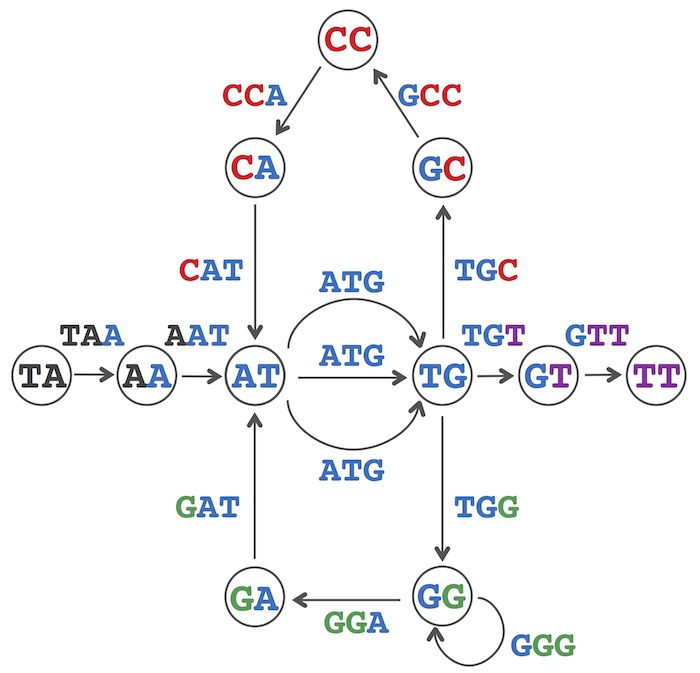 CC
CCA GCC
CA GC
CAT ATG TGC
TAA AAT ATG TGT GTT
TA AA AT TG GT TT
ATG
GAT TGG
GA GG
GGA
GGG